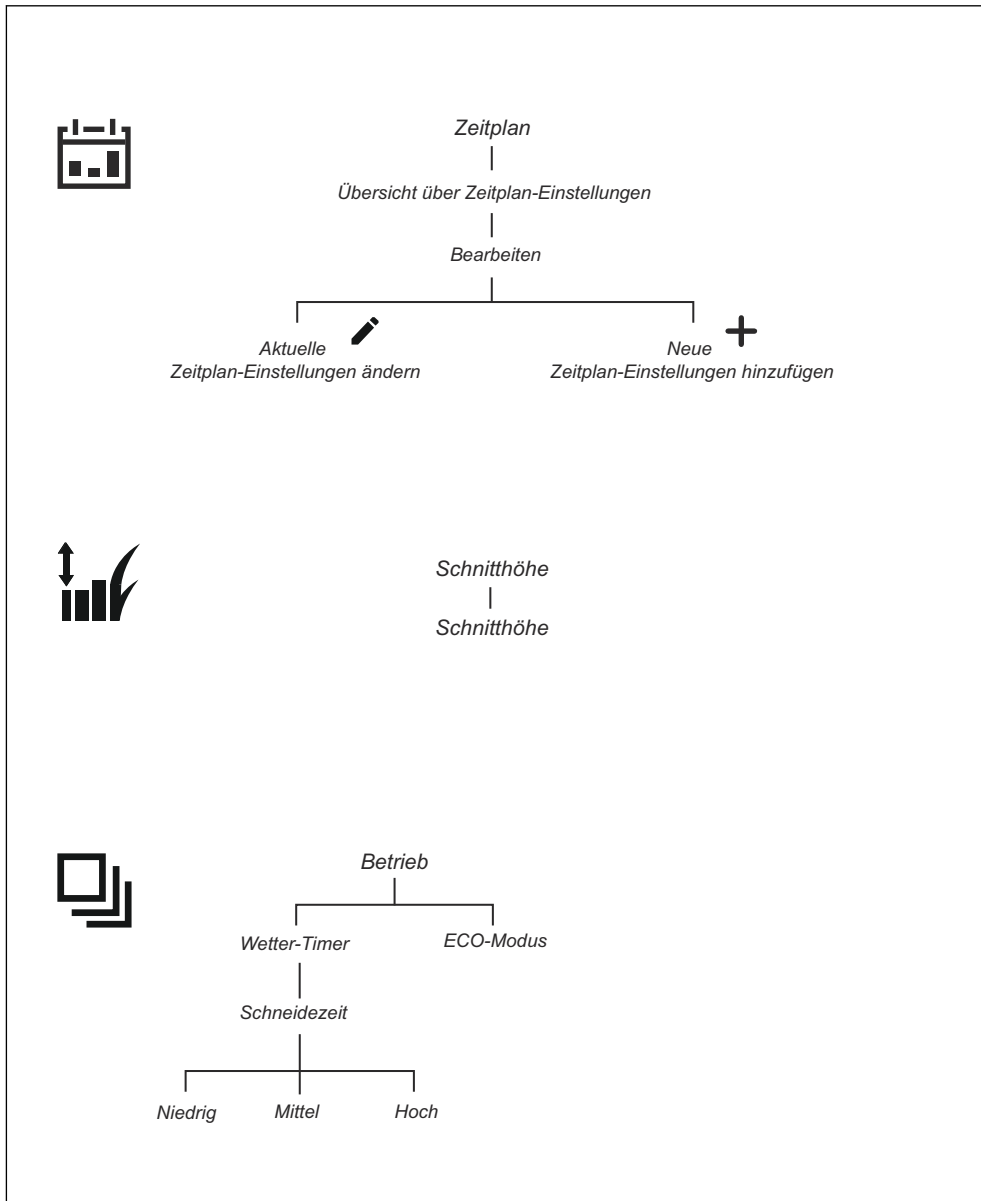 Zeitplan
Übersicht über Zeitplan-Einstellungen
Bearbeiten
Aktuelle
Zeitplan-Einstellungen ändern
Neue
Zeitplan-Einstellungen hinzufügen
Schnitthöhe
Schnitthöhe
Betrieb
Wetter-Timer
ECO-Modus
Schneidezeit
Niedrig
Mittel
Hoch